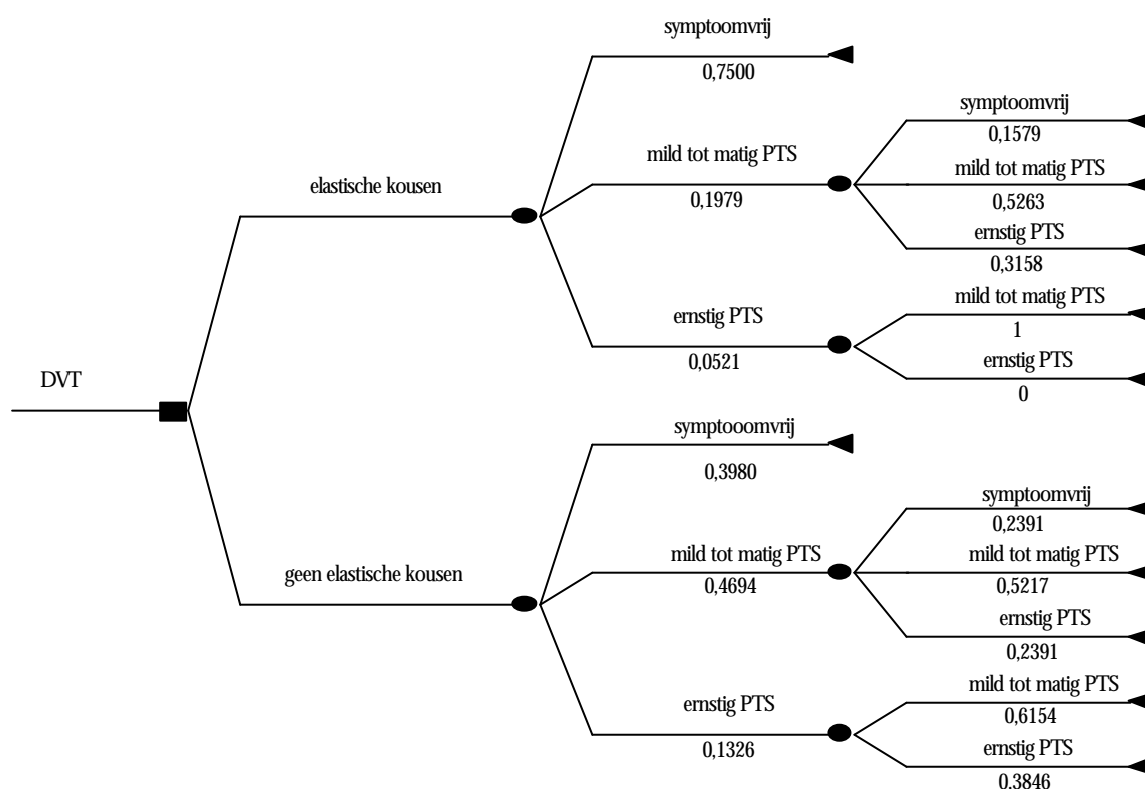 symptoomvrij
0,7500
symptoomvrij
0,1579
mild tot matig PTS
0,1979
mild tot matig PTS
0,5263
elastische kousen
ernstig PTS
0,3158
mild tot matig PTS
1
ernstig PTS
0,0521
ernstig PTS
0
DVT
symptooomvrij
0,3980
symptoomvrij
0,2391
mild tot matig PTS
0,4694
mild tot matig PTS
0,5217
geen elastische kousen
ernstig PTS
0,2391
mild tot matig PTS
0,6154
ernstig PTS
0,1326
ernstig PTS
0,3846